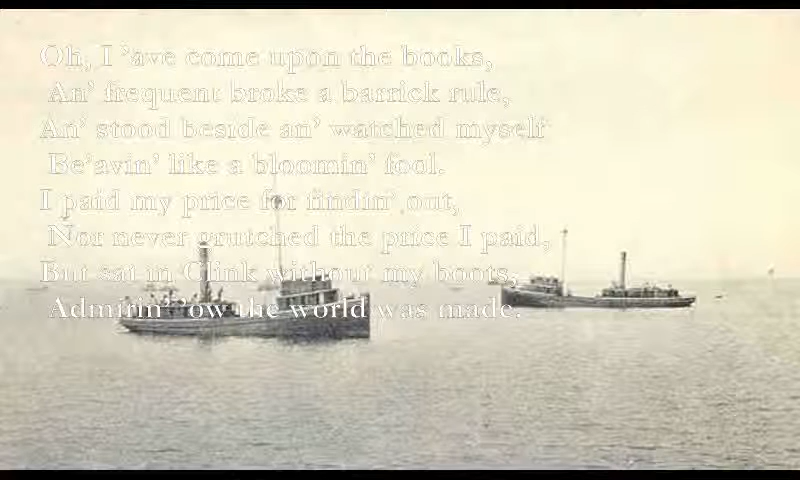 Oh, I 'ave come upon the books,
An' frequent broke a barrick rule,
An' stood beside an' watched myself
Be'avin' like a bloomin' fool.
I paid my price for findin' out,
Nor never grutched the price I paid,
But sat in Clink without my boots,
Admirin' 'ow the world was made.